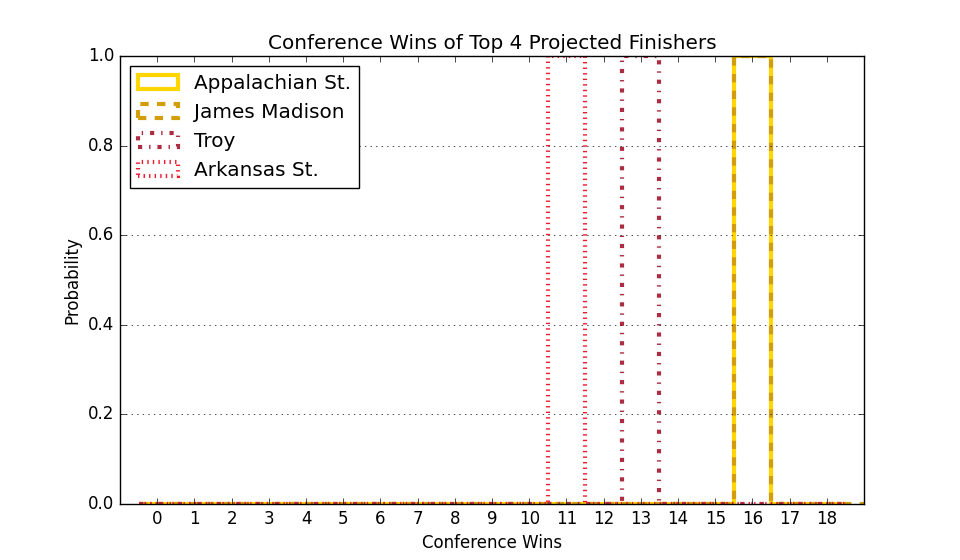 Conference Wins of Top 4 Projected Finishers
1.0
Appalachian St.
James Madison
Troy
Arkansas St.
0.8
0.6
0.4
0.2
0.0
Probability
0 1 2 3 4 5 6 7 8 9 10 11 12 13 14 15 16 17 18
Conference Wins